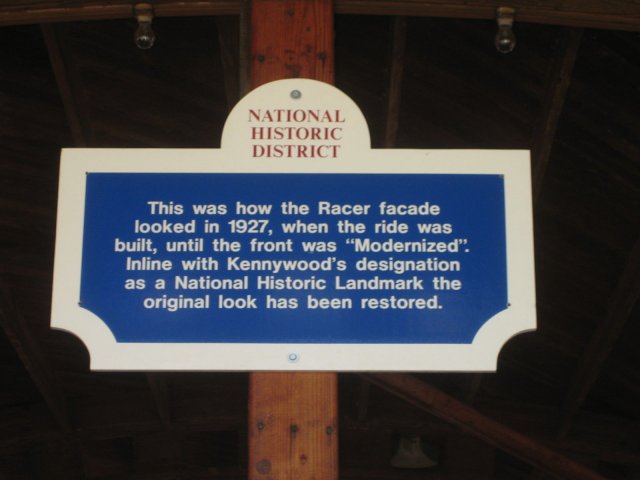 NATIONAL
HISTORIC
DISTRICT
This was how the Racer facade
looked in 1927, when the ride was
built, until the front was "Modernized".
Inline with Kennywood's designation
as a National Historic Landmark the
original look has been restored.